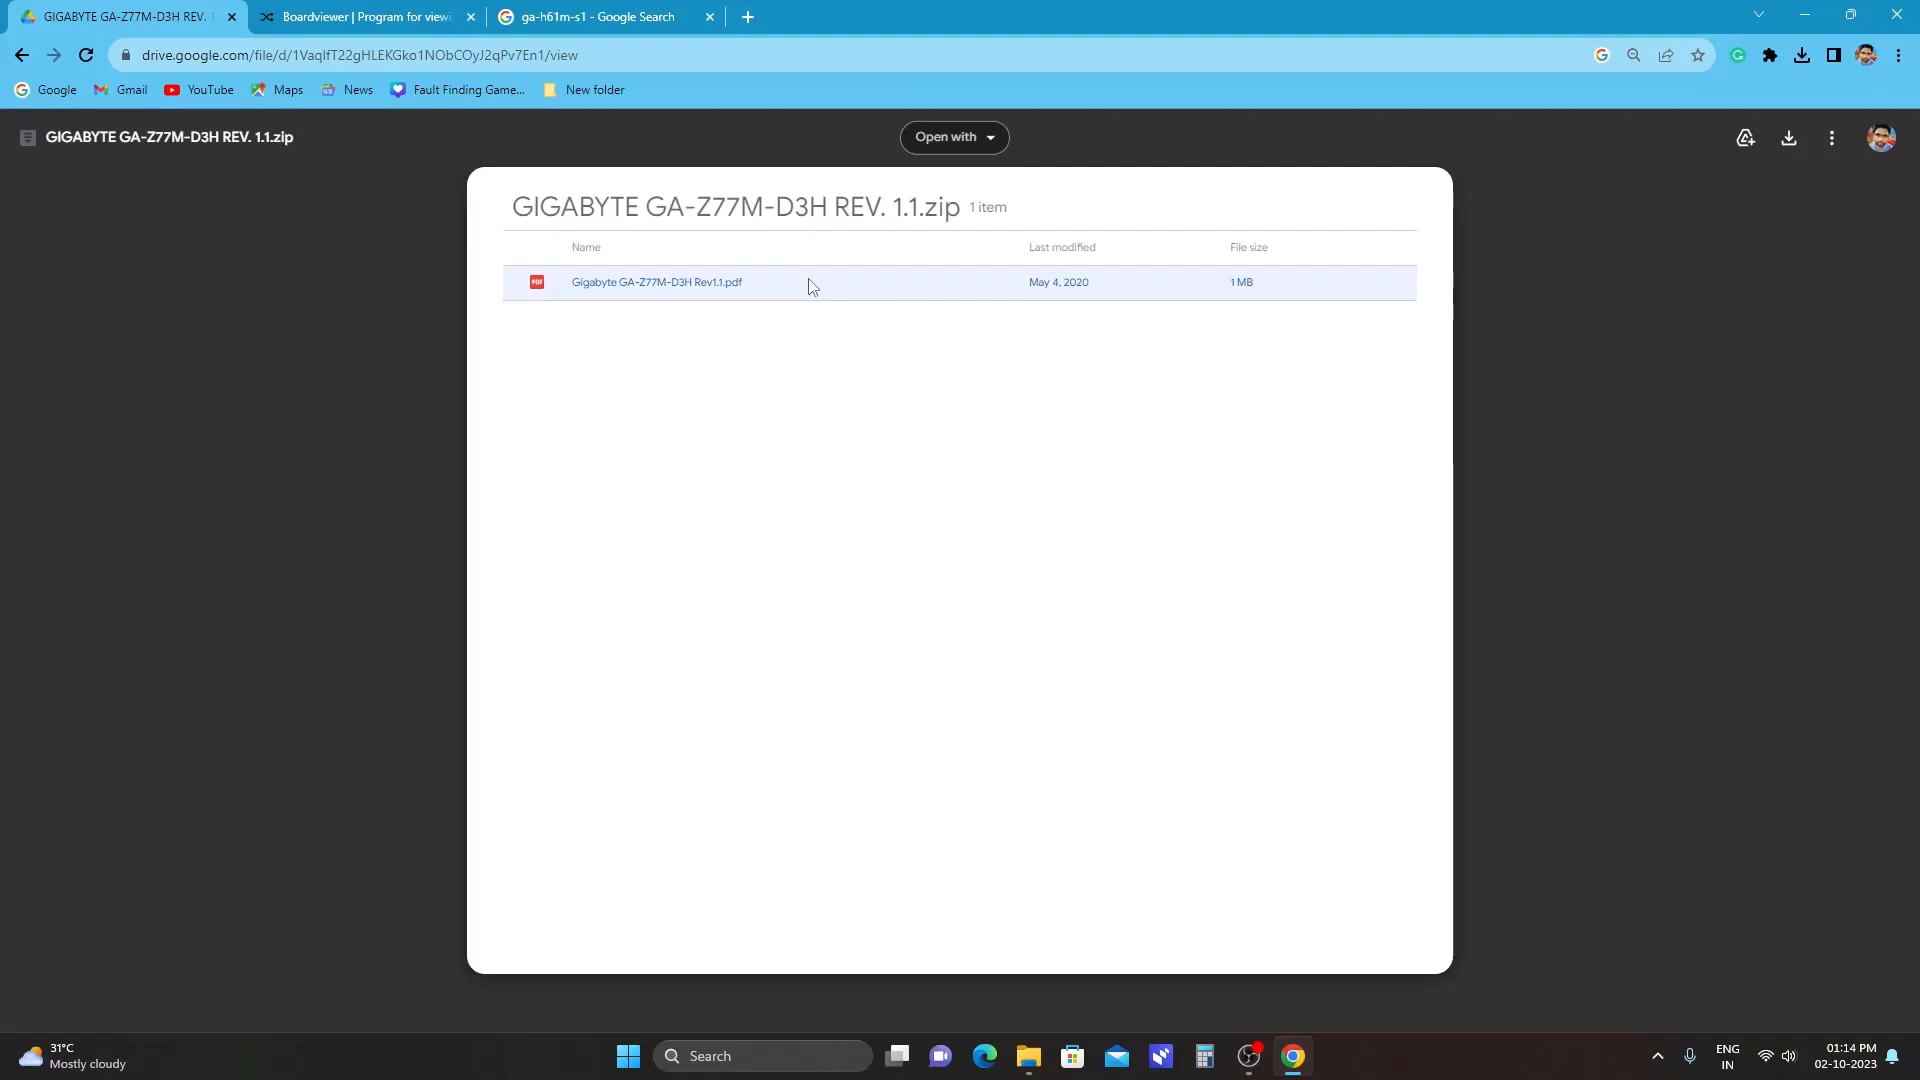 GIGABYTE GA-Z77M-D3H REV. 1
Boardviewer | Program for viewi
ga-h61m-s1 - Google Search
drive.google.com/file/d/1VaqlfT22gHLEKGko1NObCOyJ2qPv7En1/view
Google
Gmail
YouTube
Maps
News
Fault Finding Game...
New folder
GIGABYTE GA-Z77M-D3H REV. 1.1.zip
Open with
GIGABYTE GA-Z77M-D3H REV. 1.1.zip 1 item
Name Last modified File size
PDF Gigabyte GA-Z77M-D3H Rev1.1.pdf May 4, 2020 1 MB
31°C
Mostly cloudy
Search
ENG
IN
01:14 PM
02-10-2023